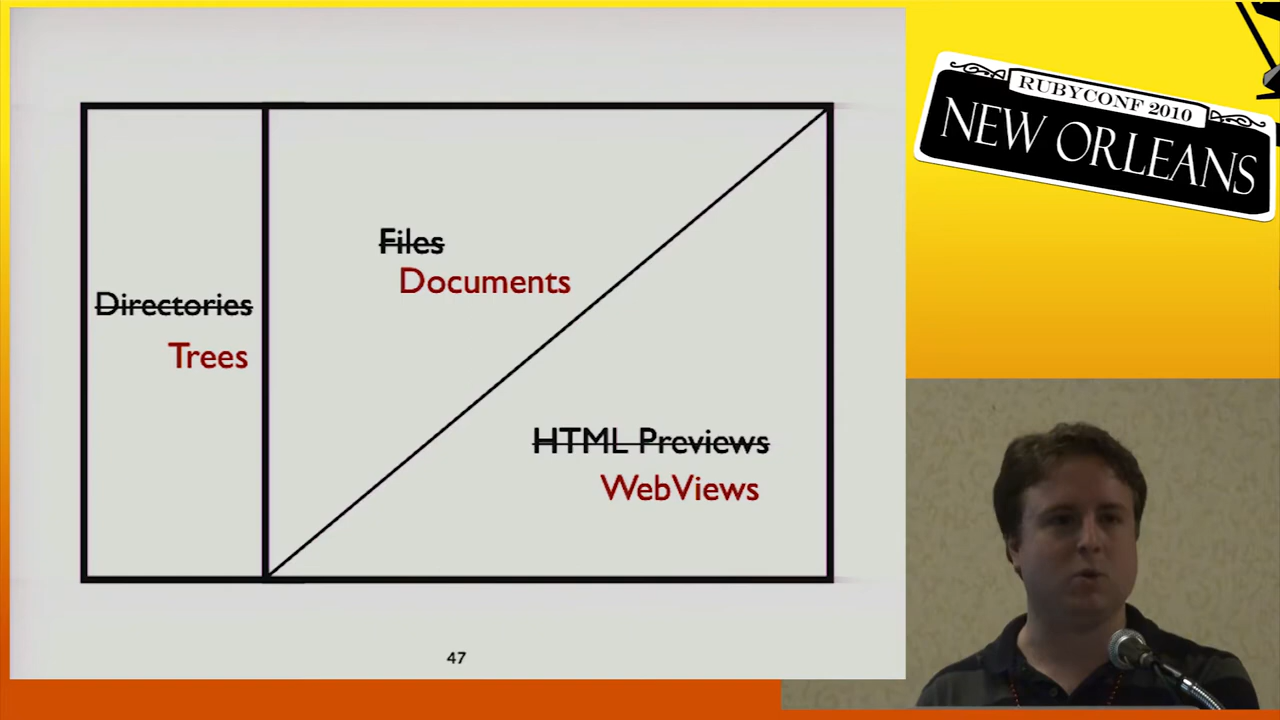 RUBYCONF 2010
NEW ORLEANS
Files
Documents
Directories
Trees
HTML Previews
WebViews
47